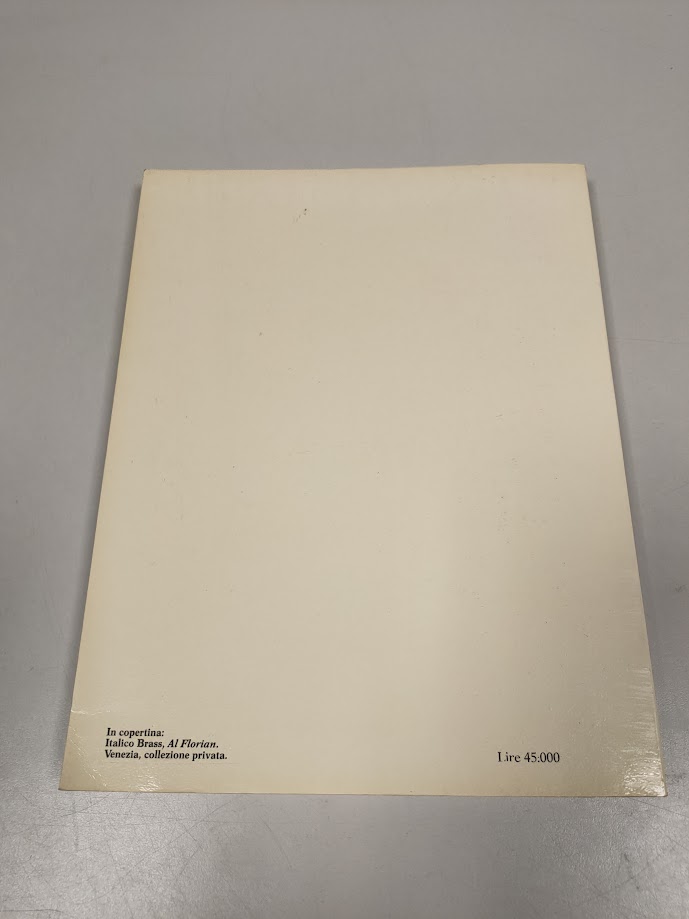 In copertina:
Italico Brass, Al Florian.
Venezia, collezione privata.
Lire 45.000